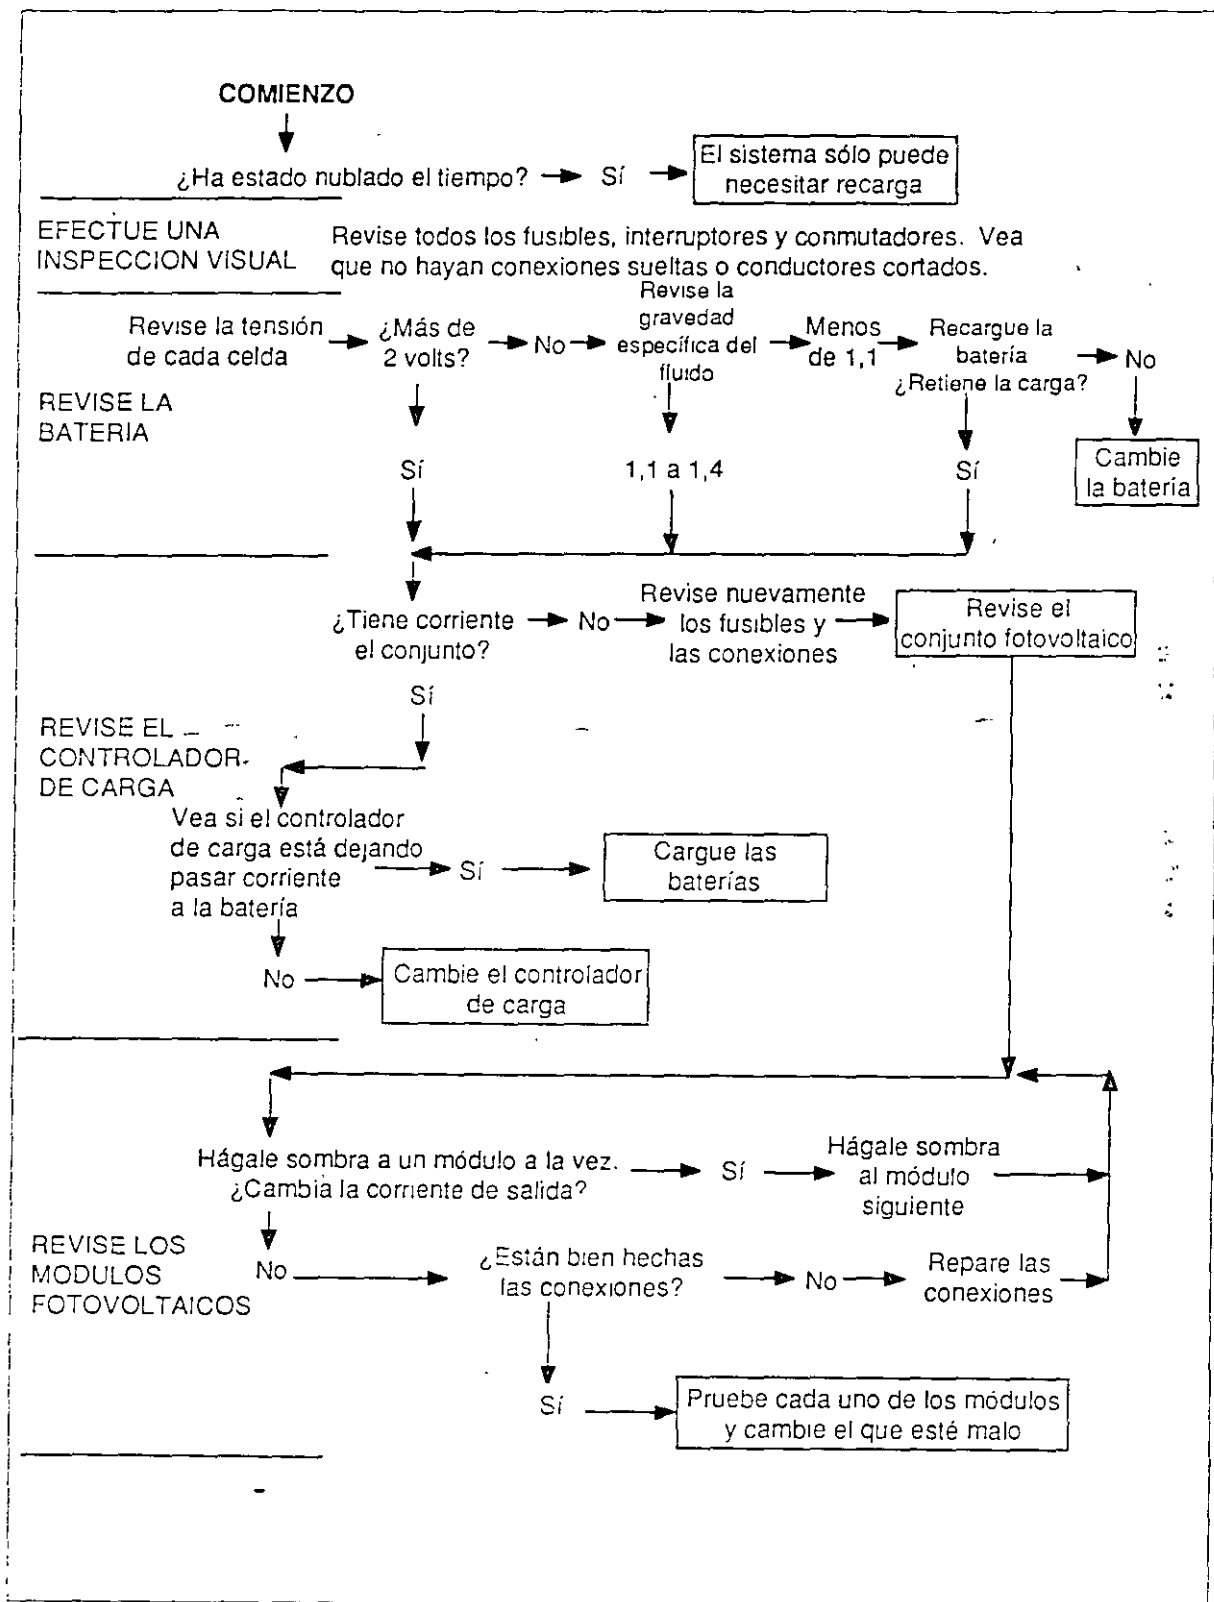 COMIENZO
¿Ha estado nublado el tiempo?
Sí
El sistema sólo puede
necesitar recarga
EFECTUE UNA
INSPECCION VISUAL
Revise todos los fusibles, interruptores y conmutadores. Vea
que no hayan conexiones sueltas o conductores cortados.
Revise la tensión
de cada celda
¿Más de
2 volts?
No
Revise la
gravedad
específica del
fluido
Menos
de 1,1
Recargue la
batería
¿Retiene la carga?
No
REVISE LA
BATERIA
Sí
1,1 a 1,4
Sí
Cambie
la batería
¿Tiene corriente
el conjunto?
No
Revise nuevamente
los fusibles y
las conexiones
Revise el
conjunto fotovoltaico
Sí
REVISE EL
CONTROLADOR
DE CARGA
Vea si el controlador
de carga está dejando
pasar corriente
a la batería
Sí
Cargue las
baterías
No
Cambie el controlador
de carga
Hágale sombra a un módulo a la vez.
¿Cambia la corriente de salida?
Sí
Hágale sombra
al módulo
siguiente
REVISE LOS
MODULOS
FOTOVOLTAICOS
No
¿Están bien hechas
las conexiones?
No
Repare las
conexiones
Sí
Pruebe cada uno de los módulos
y cambie el que esté malo